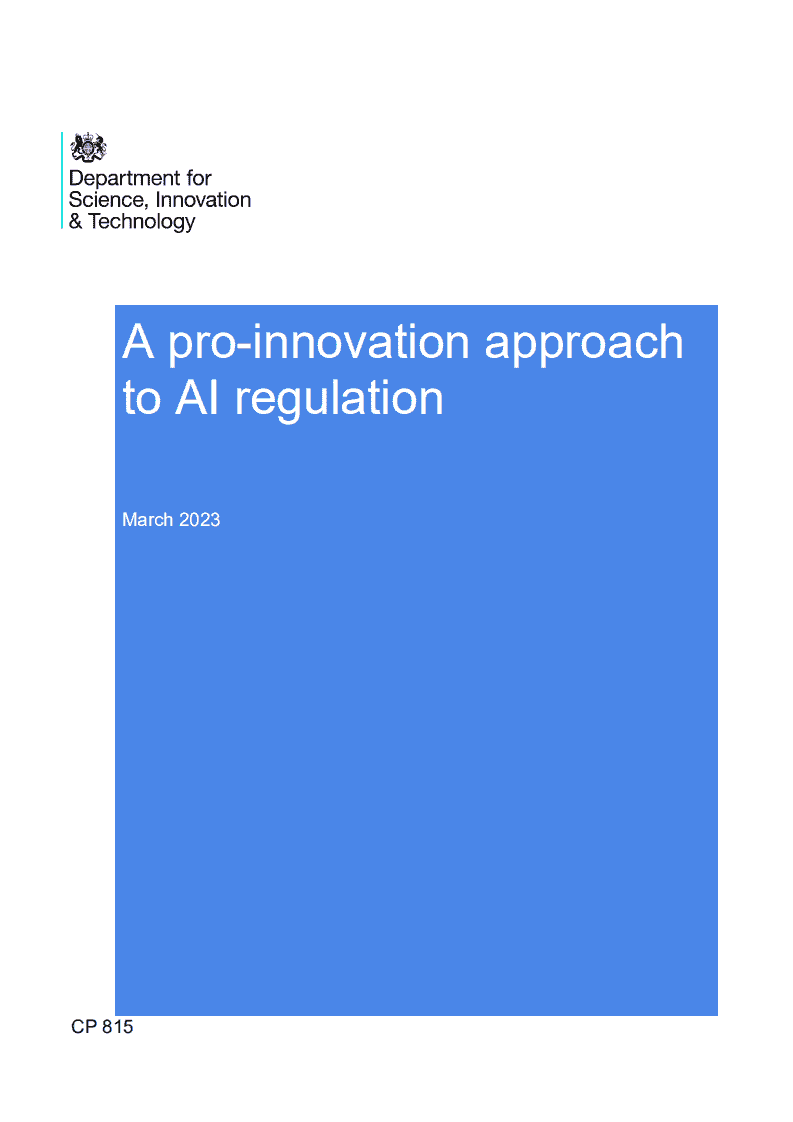 Department for
Science, Innovation
& Technology
A pro-innovation approach
to AI regulation
March 2023
CP 815